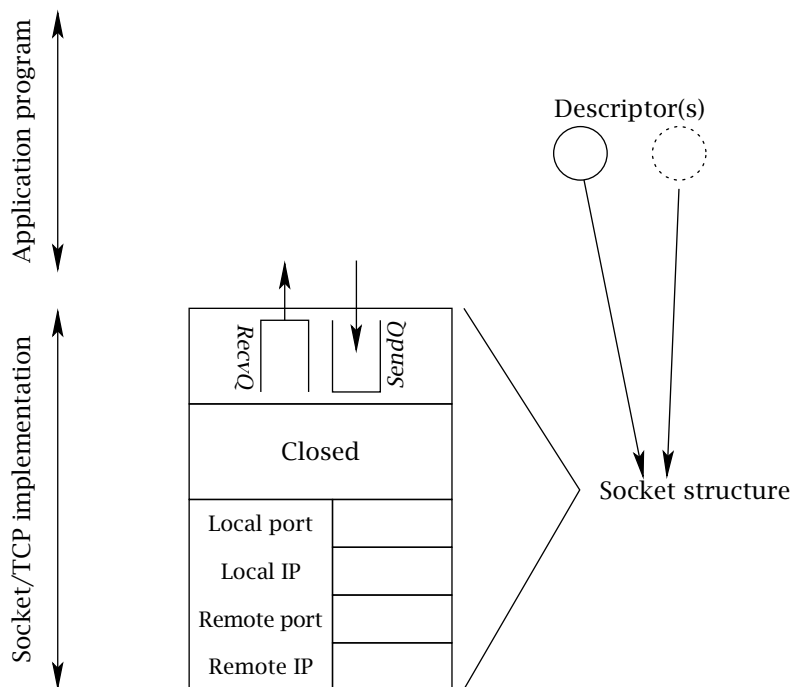 Application program
Descriptor(s)
RecvQ
SendQ
Closed
Socket/TCP implementation
Socket structure
Local port
Local IP
Remote port
Remote IP